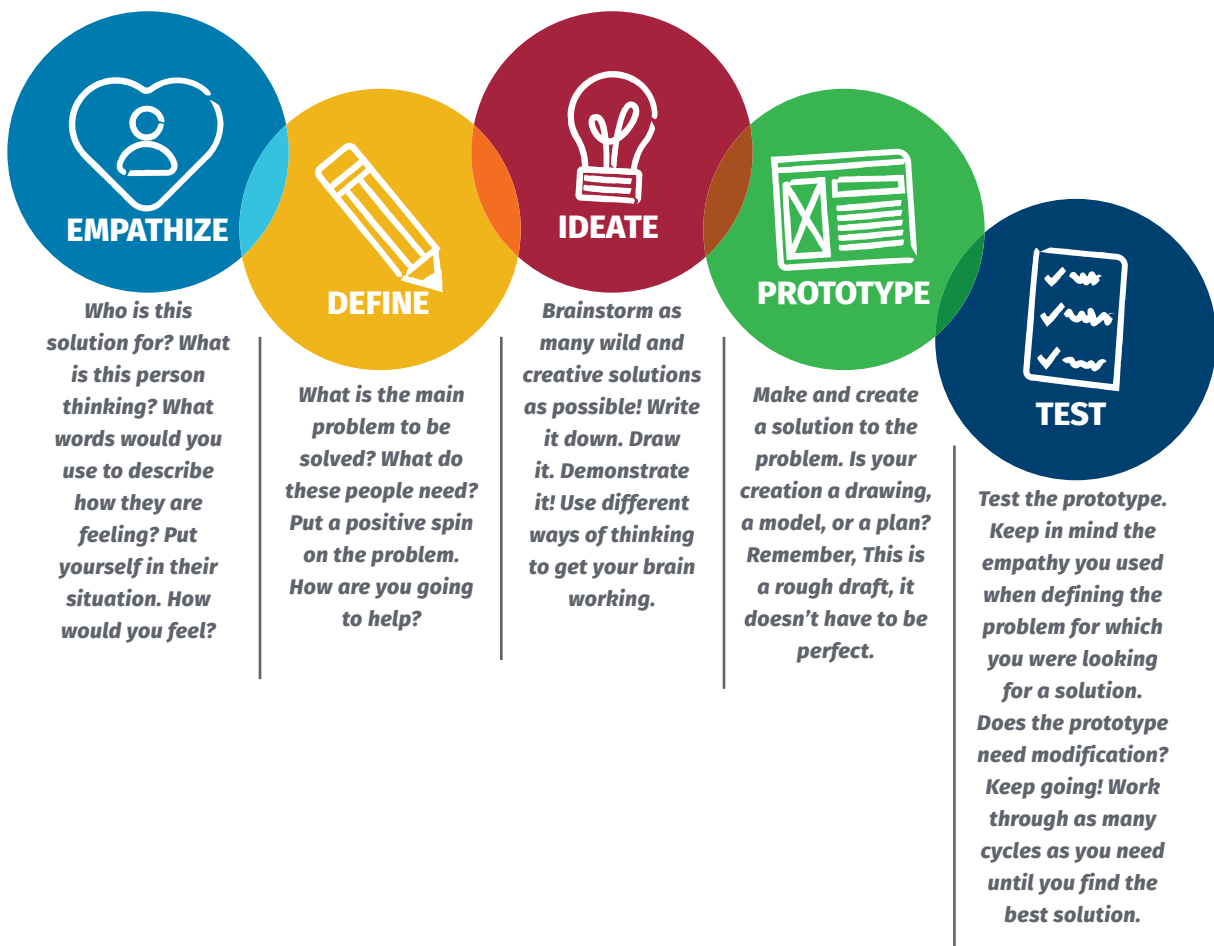 EMPATHIZE
Who is this
solution for? What
is this person
thinking? What
words would you
use to describe
how they are
feeling? Put
yourself in their
situation. How
would you feel?
DEFINE
What is the main
problem to be
solved? What do
these people need?
Put a positive spin
on the problem.
How are you going
to help?
IDEATE
Brainstorm as
many wild and
creative solutions
as possible! Write
it down. Draw
it. Demonstrate
it! Use different
ways of thinking
to get your brain
working.
PROTOTYPE
Make and create
a solution to the
problem. Is your
creation a drawing,
a model, or a plan?
Remember, This is
a rough draft, it
doesn't have to be
perfect.
TEST
Test the prototype.
Keep in mind the
empathy you used
when defining the
problem for which
you were looking
for a solution.
Does the prototype
need modification?
Keep going! Work
through as many
cycles as you need
until you find the
best solution.